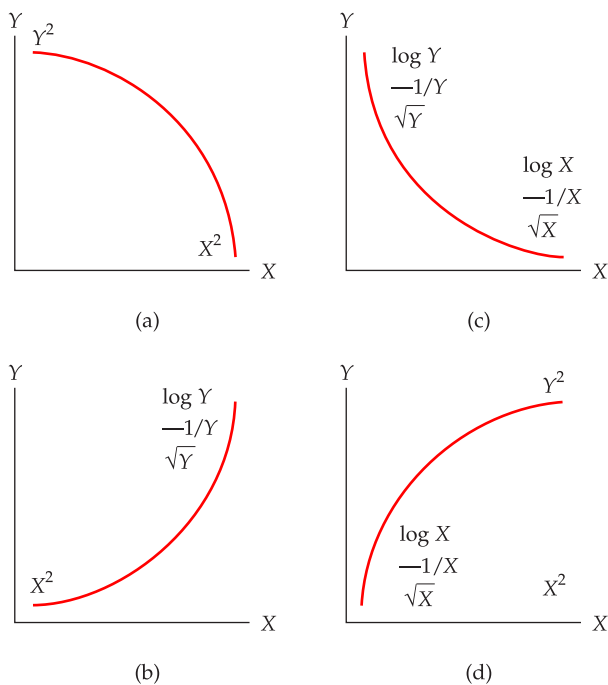 Y
Y²
X²
X
(a)
Y
log Y
—1/Y
√Y
log X
—1/X
√X
X
(c)
Y
log Y
—1/Y
√Y
X²
X
(b)
Y
Y²
log X
—1/X
√X
X²
X
(d)